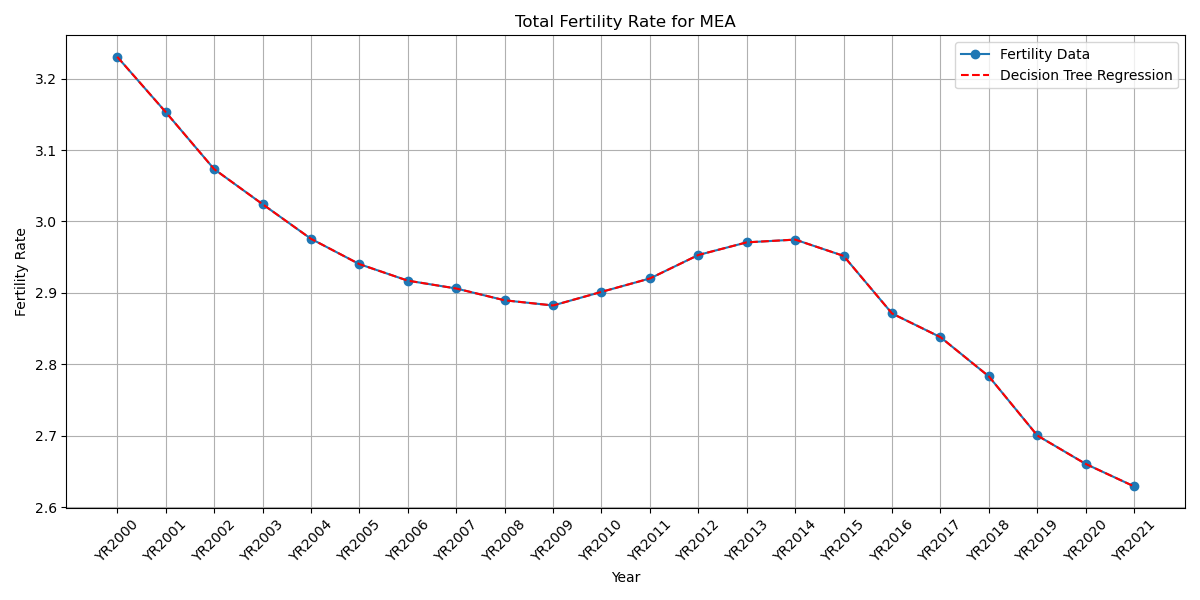 Total Fertility Rate for MEA
Fertility Data
Decision Tree Regression
Fertility Rate
3.2
3.1
3.0
2.9
2.8
2.7
2.6
YR2000
YR2001
YR2002
YR2003
YR2004
YR2005
YR2006
YR2007
YR2008
YR2009
YR2010
YR2011
YR2012
YR2013
YR2014
YR2015
YR2016
YR2017
YR2018
YR2019
YR2020
YR2021
Year